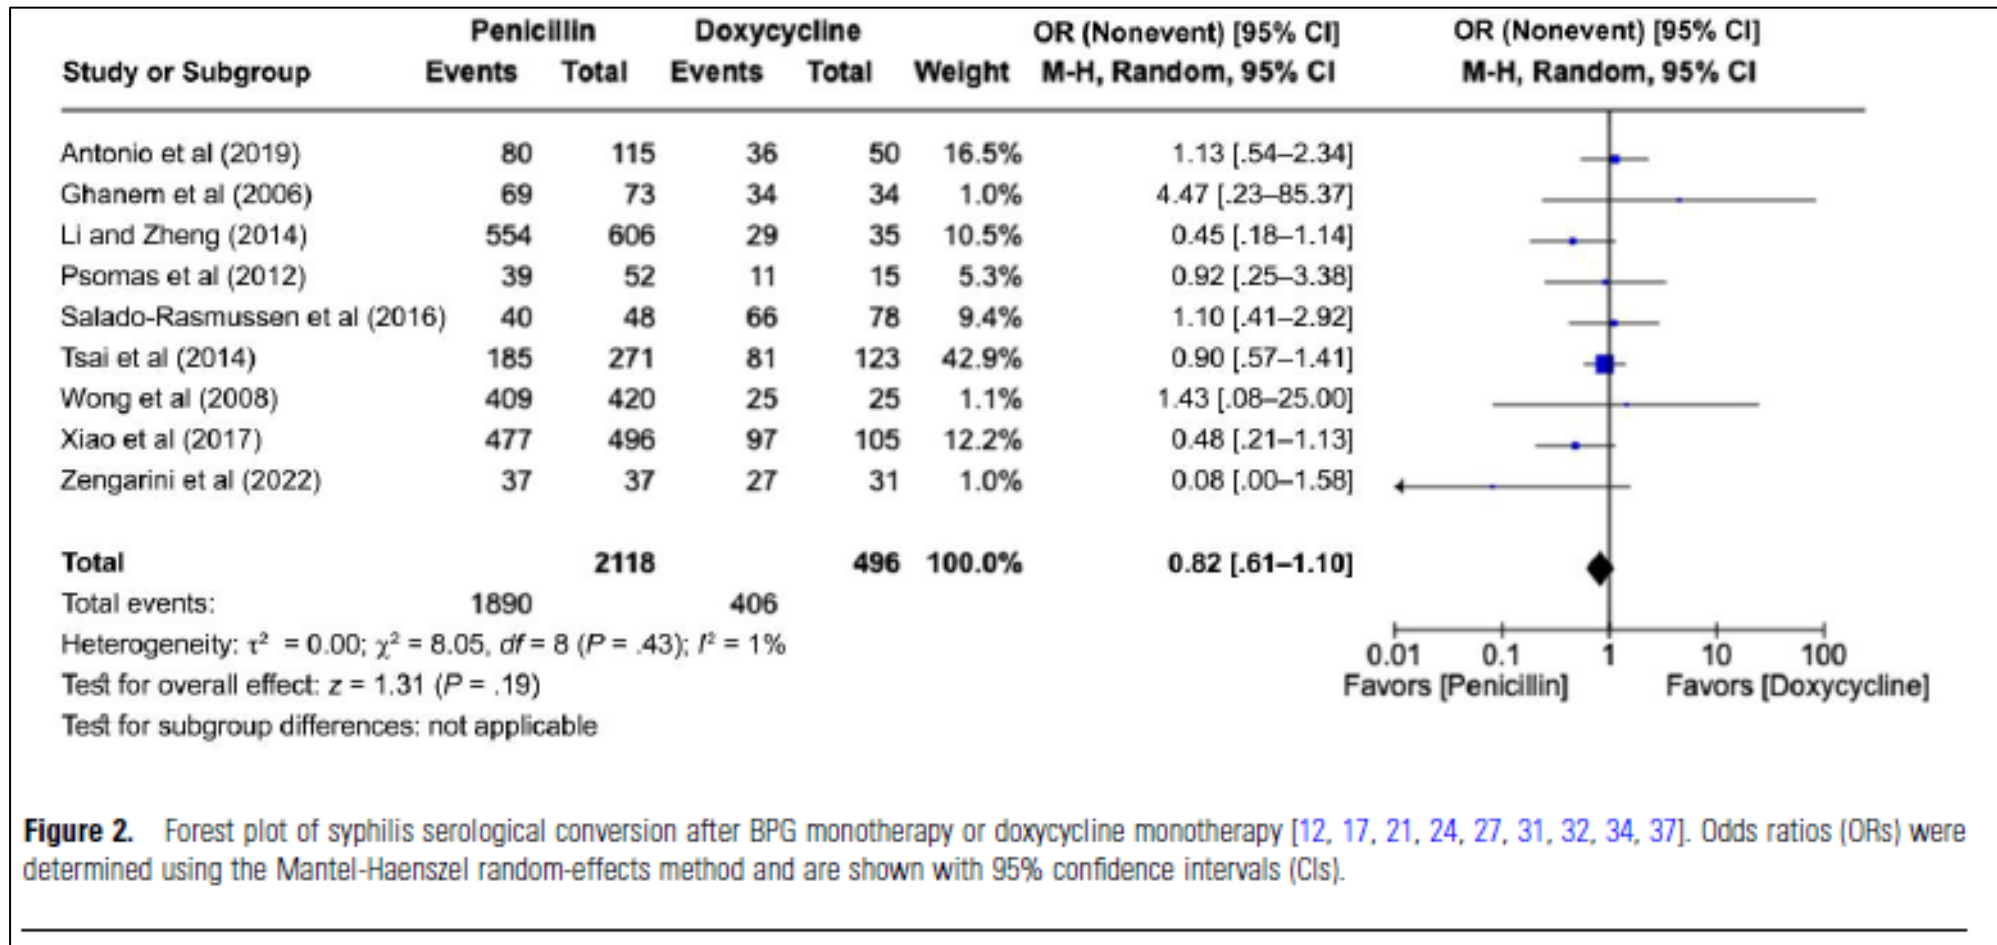 Penicillin Doxycycline OR (Nonevent) [95% CI] OR (Nonevent) [95% CI]
Study or Subgroup Events Total Events Total Weight M-H, Random, 95% CI M-H, Random, 95% CI
Antonio et al (2019) 80 115 36 50 16.5% 1.13 [.54–2.34]
Ghanem et al (2006) 69 73 34 34 1.0% 4.47 [.23–85.37]
Li and Zheng (2014) 554 606 29 35 10.5% 0.45 [.18–1.14]
Psomas et al (2012) 39 52 11 15 5.3% 0.92 [.25–3.38]
Salado-Rasmussen et al (2016) 40 48 66 78 9.4% 1.10 [.41–2.92]
Tsai et al (2014) 185 271 81 123 42.9% 0.90 [.57–1.41]
Wong et al (2008) 409 420 25 25 1.1% 1.43 [.08–25.00]
Xiao et al (2017) 477 496 97 105 12.2% 0.48 [.21–1.13]
Zengarini et al (2022) 37 37 27 31 1.0% 0.08 [.00–1.58]
Total 2118 496 100.0% 0.82 [.61–1.10]
Total events: 1890 406
Heterogeneity: τ² = 0.00; χ² = 8.05, df = 8 (P = .43); I² = 1%
Test for overall effect: z = 1.31 (P = .19)
Test for subgroup differences: not applicable
0.01 0.1 1 10 100
Favors [Penicillin] Favors [Doxycycline]
Figure 2. Forest plot of syphilis serological conversion after BPG monotherapy or doxycycline monotherapy [12, 17, 21, 24, 27, 31, 32, 34, 37]. Odds ratios (ORs) were
determined using the Mantel-Haenszel random-effects method and are shown with 95% confidence intervals (CIs).